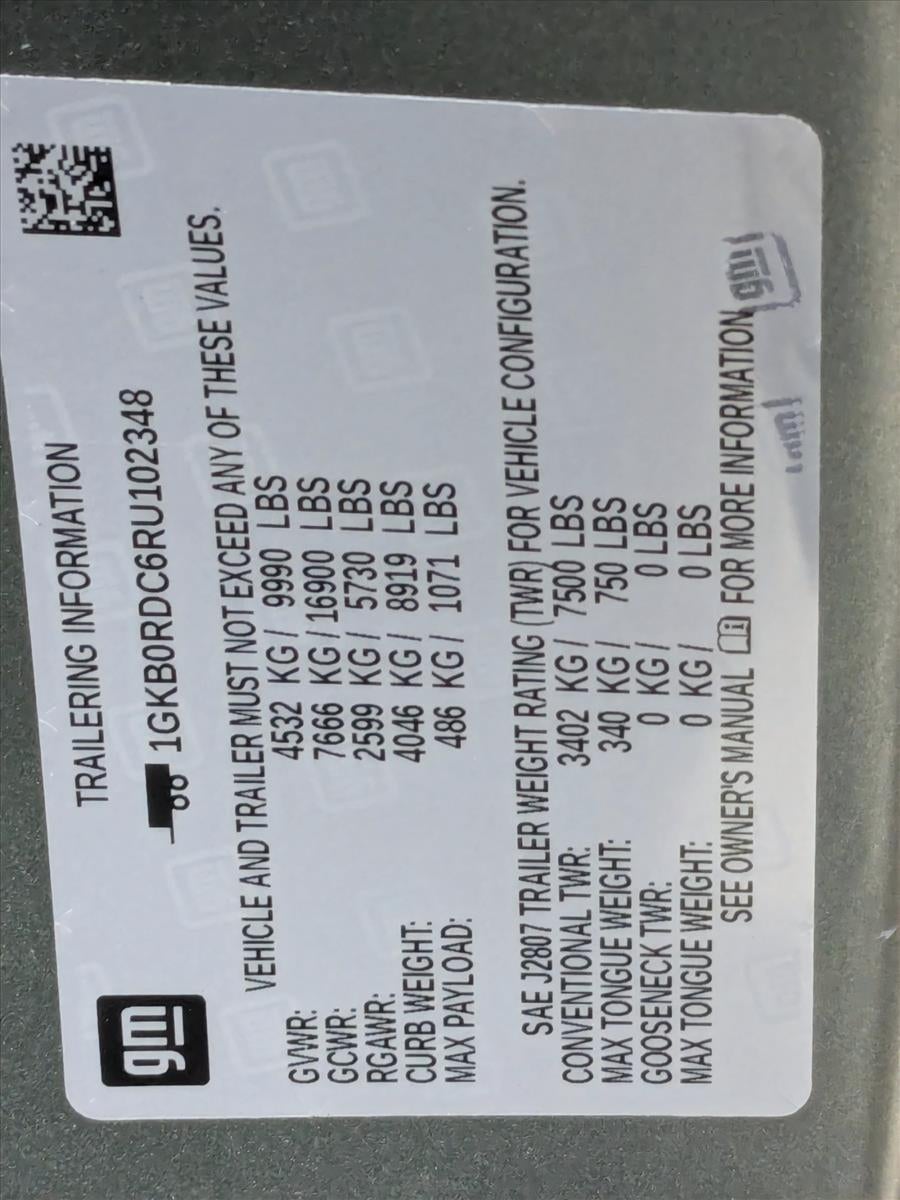 gm
TRAILERING INFORMATION
1GKB0RDC6RU102348
VEHICLE AND TRAILER MUST NOT EXCEED ANY OF THESE VALUES.
GVWR: 4532 KG / 9990 LBS
GCWR: 7666 KG / 16900 LBS
RGAWR: 2599 KG / 5730 LBS
CURB WEIGHT: 4046 KG / 8919 LBS
MAX PAYLOAD: 486 KG / 1071 LBS
SAE J2807 TRAILER WEIGHT RATING (TWR) FOR VEHICLE CONFIGURATION.
CONVENTIONAL TWR: 3402 KG / 7500 LBS
MAX TONGUE WEIGHT: 340 KG / 750 LBS
GOOSENECK TWR: 0 KG / 0 LBS
MAX TONGUE WEIGHT: 0 KG / 0 LBS
SEE OWNER'S MANUAL FOR MORE INFORMATION
gm